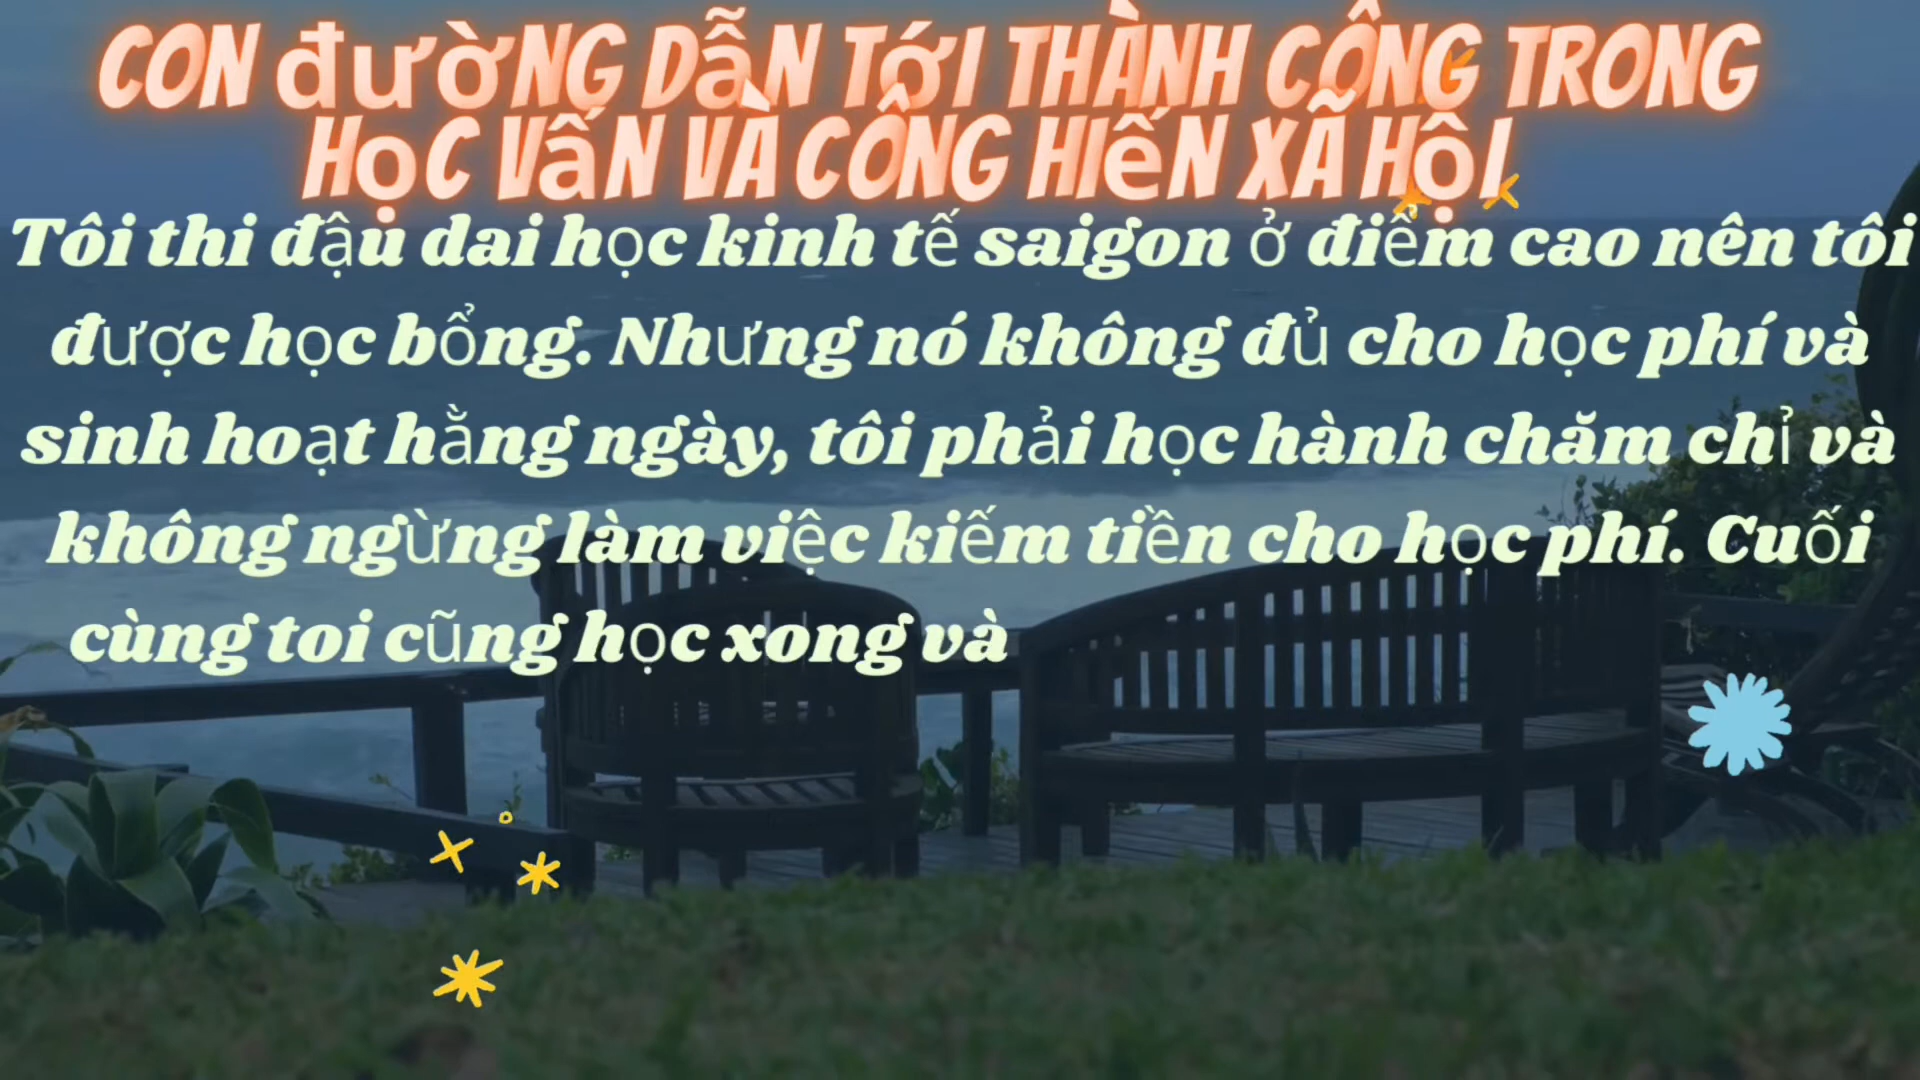 CON đườNG DẫN TớI THÀNH CÔNG TRONG
HọC VấN VÀ CÔNG HIếN XÃ HộI
Tôi thi đậu dai học kinh tế saigon ở điểm cao nên tôi
được học bổng. Nhưng nó không đủ cho học phí và
sinh hoạt hằng ngày, tôi phải học hành chăm chỉ và
không ngừng làm việc kiếm tiền cho học phí. Cuối
cùng toi cũng học xong và